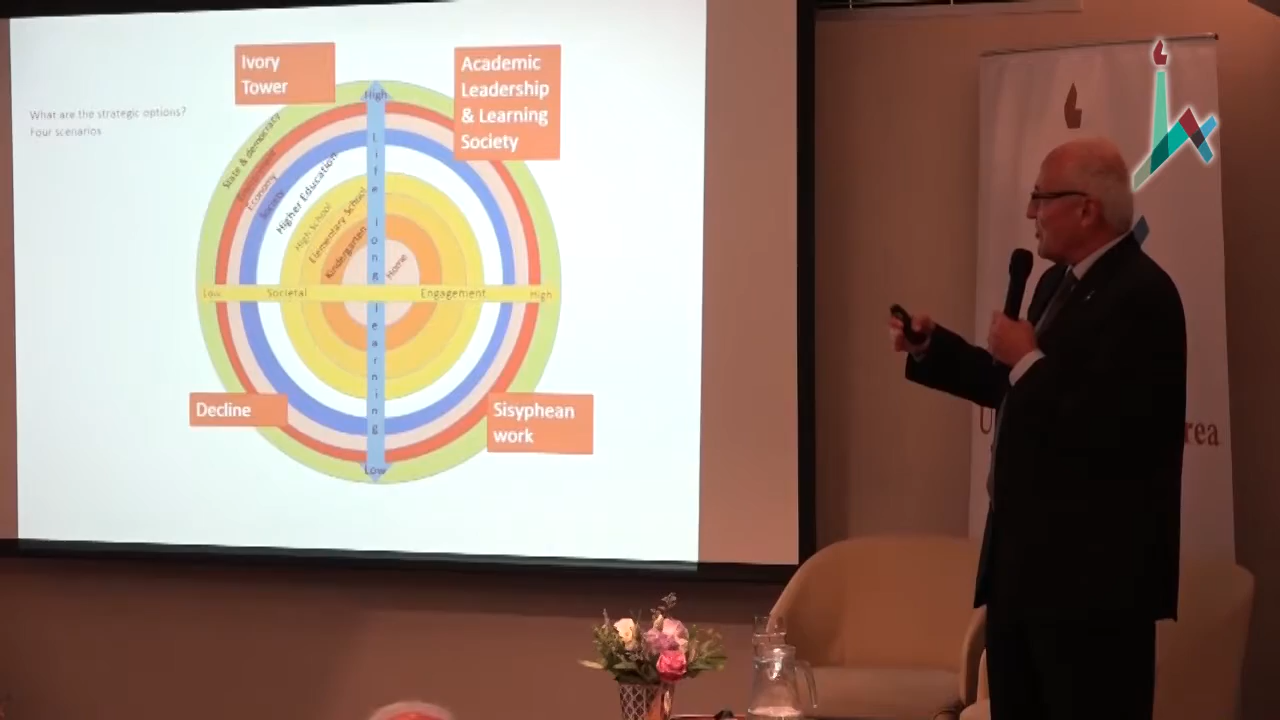 Ivory
Tower
Academic
Leadership
& Learning
Society
What are the strategic options?
Four scenarios
High
State & democracy
Economy
Society
Higher Education
High School
Elementary School
Kindergarten
Home
Life long learning
Low
Societal
Engagement
High
Decline
Sisyphean
work
Low
U
rea